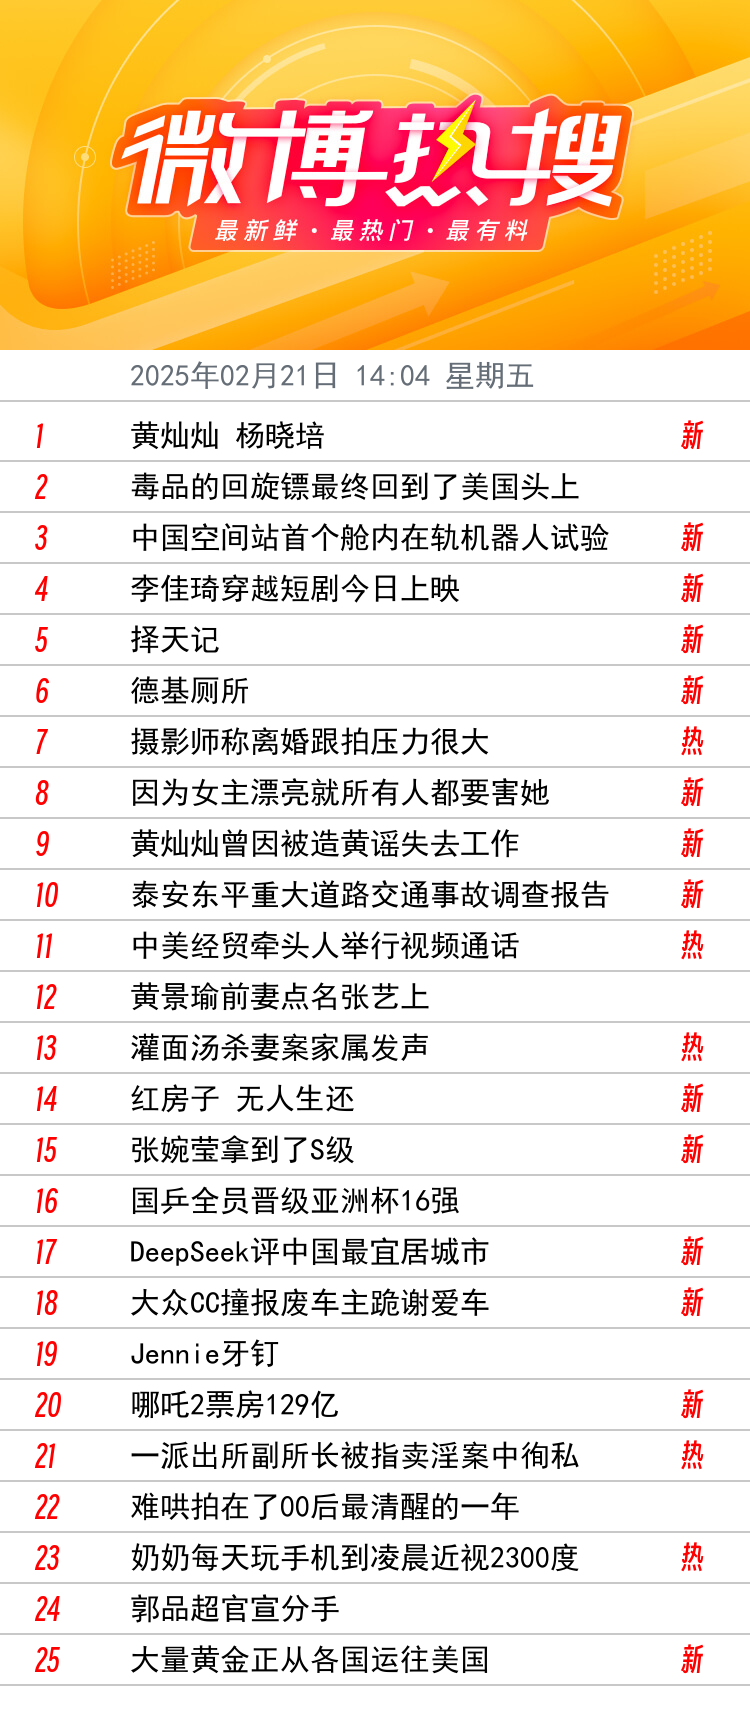 微博热搜
最新鲜·最热门·最有料
2025年02月21日 14:04 星期五
1 黄灿灿 杨晓培 新
2 毒品的回旋镖最终回到了美国头上
3 中国空间站首个舱内在轨机器人试验 新
4 李佳琦穿越短剧今日上映 新
5 择天记 新
6 德基厕所 新
7 摄影师称离婚跟拍压力很大 热
8 因为女主漂亮就所有人都要害她 新
9 黄灿灿曾因被造黄谣失去工作 新
10 泰安东平重大道路交通事故调查报告 新
11 中美经贸牵头人举行视频通话 热
12 黄景瑜前妻点名张艺上
13 灌面汤杀妻案家属发声 热
14 红房子 无人生还 新
15 张婉莹拿到了S级 新
16 国乒全员晋级亚洲杯16强
17 DeepSeek评中国最宜居城市 新
18 大众CC撞报废车主跪谢爱车 新
19 Jennie牙钉
20 哪吒2票房129亿 新
21 一派出所副所长被指卖淫案中徇私 热
22 难哄拍在了00后最清醒的一年
23 奶奶每天玩手机到凌晨近视2300度 热
24 郭品超官宣分手
25 大量黄金正从各国运往美国 新